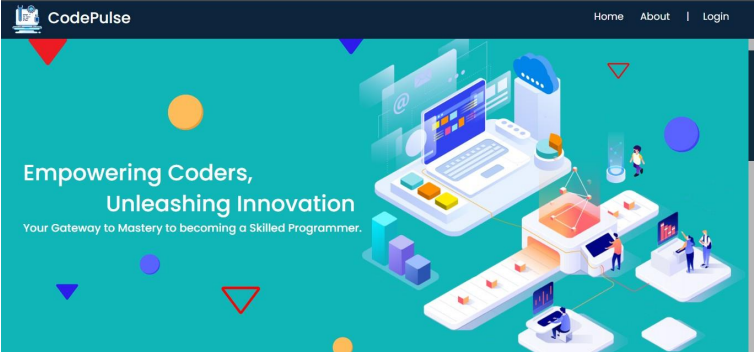 CodePulse
Home About | Login
Empowering Coders,
Unleashing Innovation
Your Gateway to Mastery to becoming a Skilled Programmer.
@